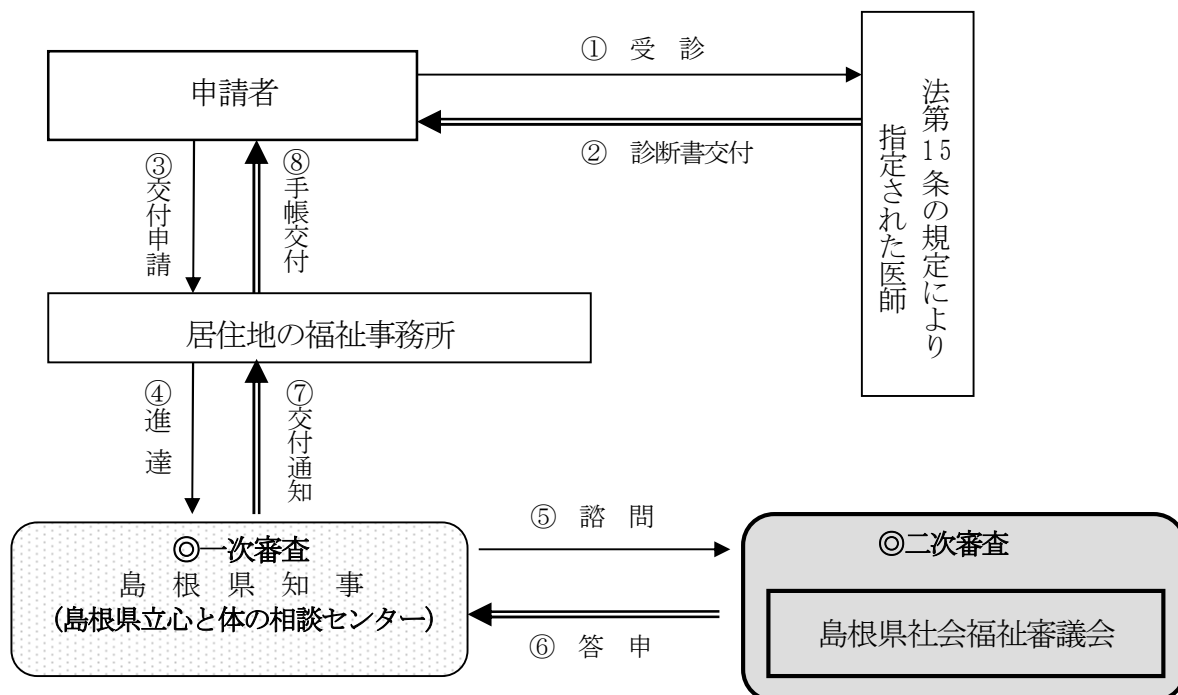 ① 受 診
申請者
② 診断書交付
法第15条の規定により
指定された医師
③交付申請
⑧手帳交付
居住地の福祉事務所
④進 達
⑦交付通知
◎一次審査
島 根 県 知 事
(島根県立心と体の相談センター)
⑤ 諮 問
⑥ 答 申
◎二次審査
島根県社会福祉審議会